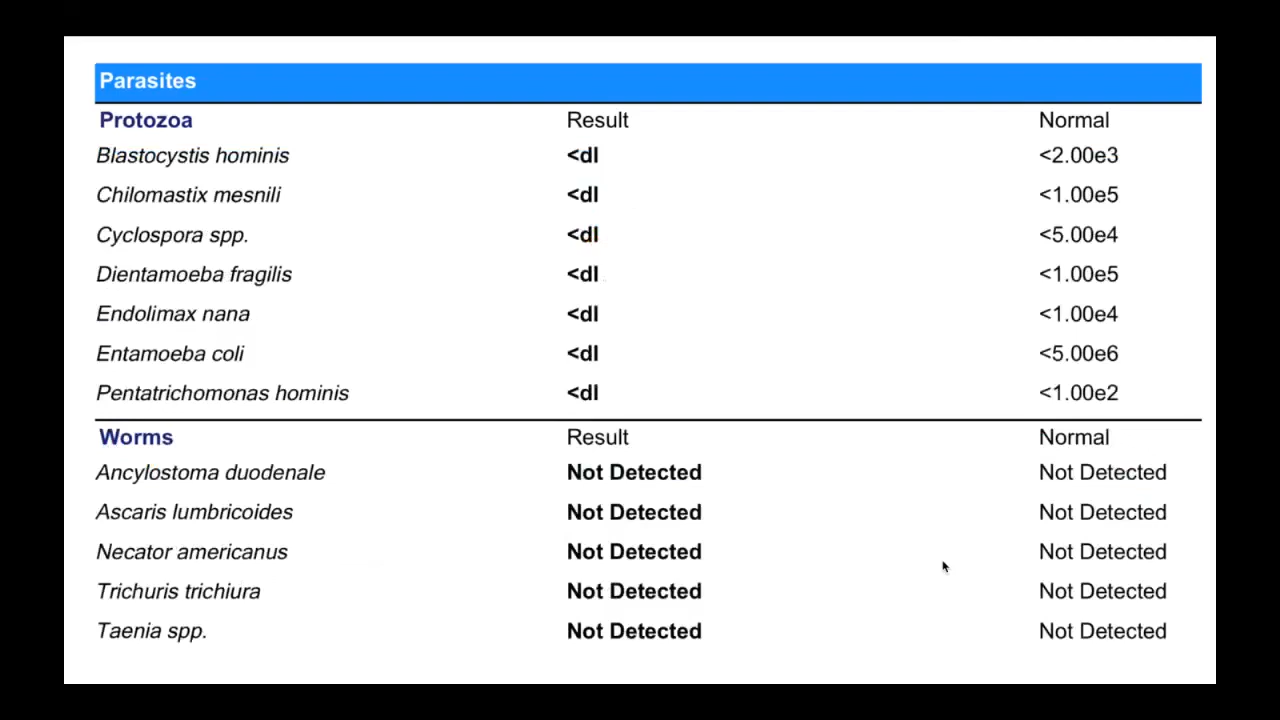 Parasites
Protozoa Result Normal
Blastocystis hominis <dl <2.00e3
Chilomastix mesnili <dl <1.00e5
Cyclospora spp. <dl <5.00e4
Dientamoeba fragilis <dl <1.00e5
Endolimax nana <dl <1.00e4
Entamoeba coli <dl <5.00e6
Pentatrichomonas hominis <dl <1.00e2
Worms Result Normal
Ancylostoma duodenale Not Detected Not Detected
Ascaris lumbricoides Not Detected Not Detected
Necator americanus Not Detected Not Detected
Trichuris trichiura Not Detected Not Detected
Taenia spp. Not Detected Not Detected